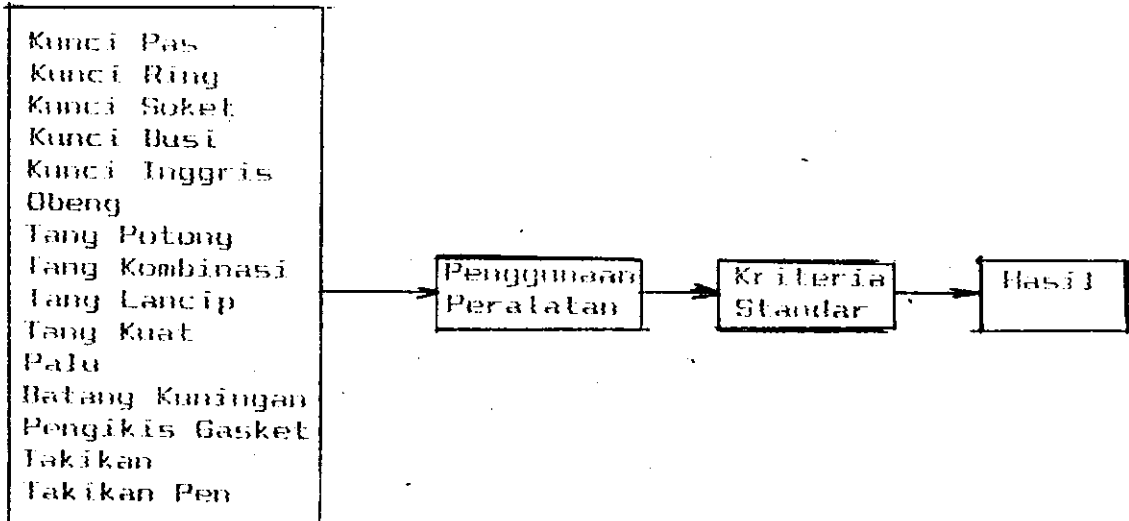 Kunci Pas
Kunci Ring
Kunci Soket
Kunci Busi
Kunci Inggris
Obeng
Tang Potong
Tang Kombinasi
Tang Lancip
Tang Kuat
Palu
Batang Kuningan
Pengikis Gasket
Takikan
Takikan Pen
Penggunaan
Peralatan
Kriteria
Standar
Hasil